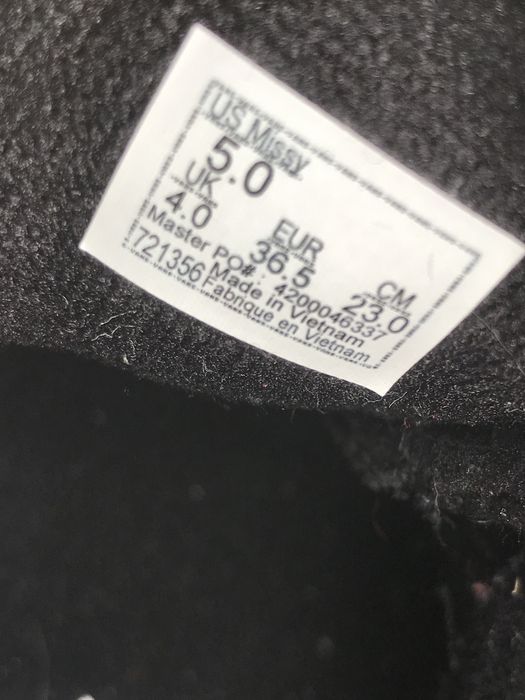 US Missy
5.0
UK EUR CM
4.0 36.5 23.0
Master PO#: 4200046337
721356 Made in Vietnam
Fabrique en Vietnam